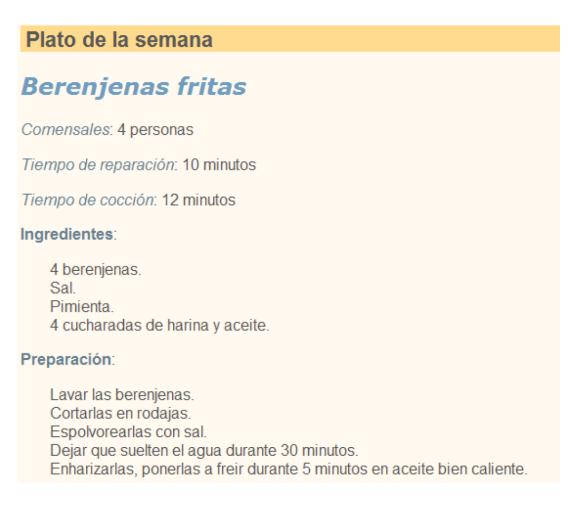 Plato de la semana
Berenjenas fritas
Comensales: 4 personas
Tiempo de reparación: 10 minutos
Tiempo de cocción: 12 minutos
Ingredientes:
4 berenjenas.
Sal.
Pimienta.
4 cucharadas de harina y aceite.
Preparación:
Lavar las berenjenas.
Cortarlas en rodajas.
Espolvorearlas con sal.
Dejar que suelten el agua durante 30 minutos.
Enharizarlas, ponerlas a freir durante 5 minutos en aceite bien caliente.